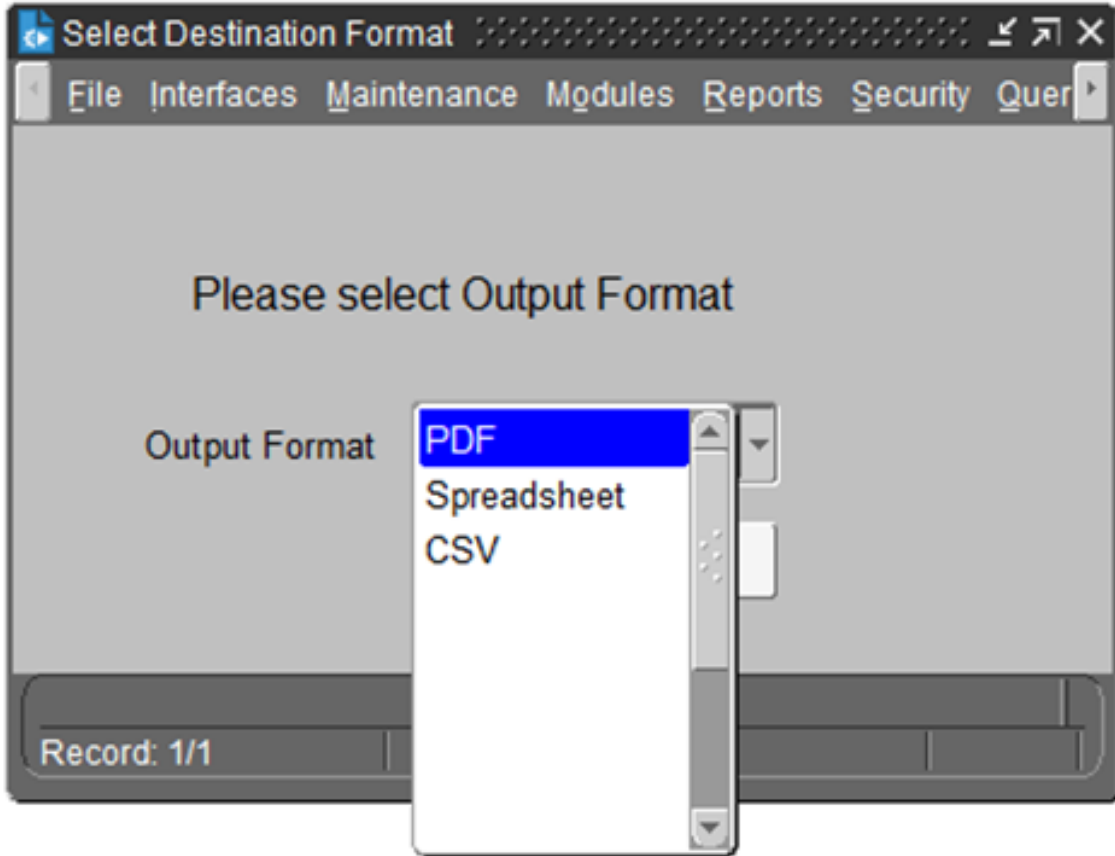 Select Destination Format
File Interfaces Maintenance Modules Reports Security Quer
Please select Output Format
Output Format
PDF
Spreadsheet
CSV
Record: 1/1